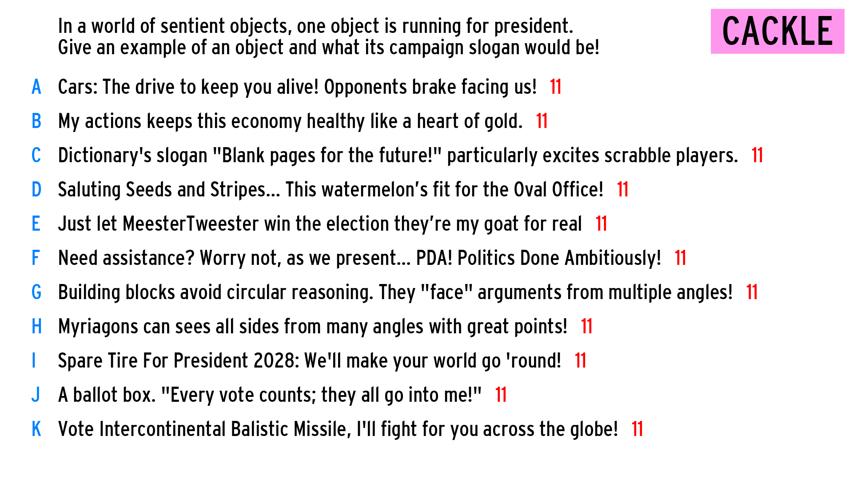 In a world of sentient objects, one object is running for president.
Give an example of an object and what its campaign slogan would be!
CACKLE
A Cars: The drive to keep you alive! Opponents brake facing us! 11
B My actions keeps this economy healthy like a heart of gold. 11
C Dictionary's slogan "Blank pages for the future!" particularly excites scrabble players. 11
D Saluting Seeds and Stripes... This watermelon's fit for the Oval Office! 11
E Just let MeesterTweester win the election they're my goat for real 11
F Need assistance? Worry not, as we present... PDA! Politics Done Ambitiously! 11
G Building blocks avoid circular reasoning. They "face" arguments from multiple angles! 11
H Myriagons can sees all sides from many angles with great points! 11
I Spare Tire For President 2028: We'll make your world go 'round! 11
J A ballot box. "Every vote counts; they all go into me!" 11
K Vote Intercontinental Balistic Missile, I'll fight for you across the globe! 11